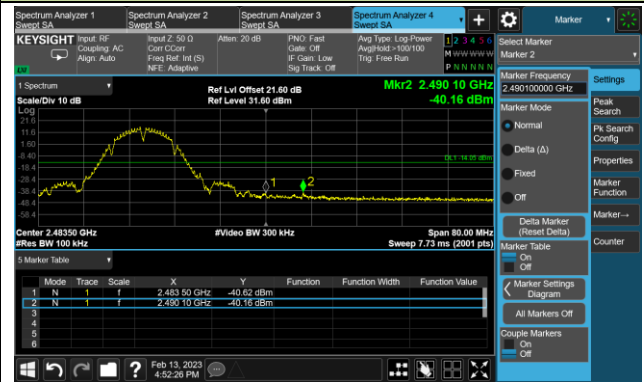 Spectrum Analyzer 1
Swept SA
Spectrum Analyzer 2
Swept SA
Spectrum Analyzer 3
Swept SA
Spectrum Analyzer 4
Swept SA
Marker
KEYSIGHT
Input: RF
Coupling: AC
Align: Auto
Input Z: 50 Ω
Corr CCorr
Freq Ref: Int (S)
NFE: Adaptive
Atten: 20 dB
PNO: Fast
Gate: Off
IF Gain: Low
Sig Track: Off
Avg Type: Log-Power
Avg|Hold >100/100
Trig: Free Run
1 2 3 4 5 6
M W W W W W
P N N N N N
Select Marker
Marker 2
1 Spectrum
Scale/Div 10 dB
Ref Lvl Offset 21.60 dB
Ref Level 31.60 dBm
Mkr2 2.490 10 GHz
-40.16 dBm
Log
21.6
11.6
1.60
-8.40
-18.4
-28.4
-38.4
-48.4
-58.4
DL1 -14.05 dBm
1
2
Center 2.48350 GHz
#Res BW 100 kHz
#Video BW 300 kHz
Span 80.00 MHz
Sweep 7.73 ms (2001 pts)
5 Marker Table
Mode Trace Scale X Y Function Function Width Function Value
1 N 1 f 2.483 50 GHz -40.62 dBm
2 N 1 f 2.490 10 GHz -40.16 dBm
3
4
5
6
Marker Frequency
2.490100000 GHz
Marker Mode
Normal
Delta (Δ)
Fixed
Off
Delta Marker
(Reset Delta)
Marker Table
On
Off
Marker Settings
Diagram
All Markers Off
Couple Markers
On
Off
Settings
Peak
Search
Pk Search
Config
Properties
Marker
Function
Marker→
Counter
Feb 13, 2023
4:52:26 PM